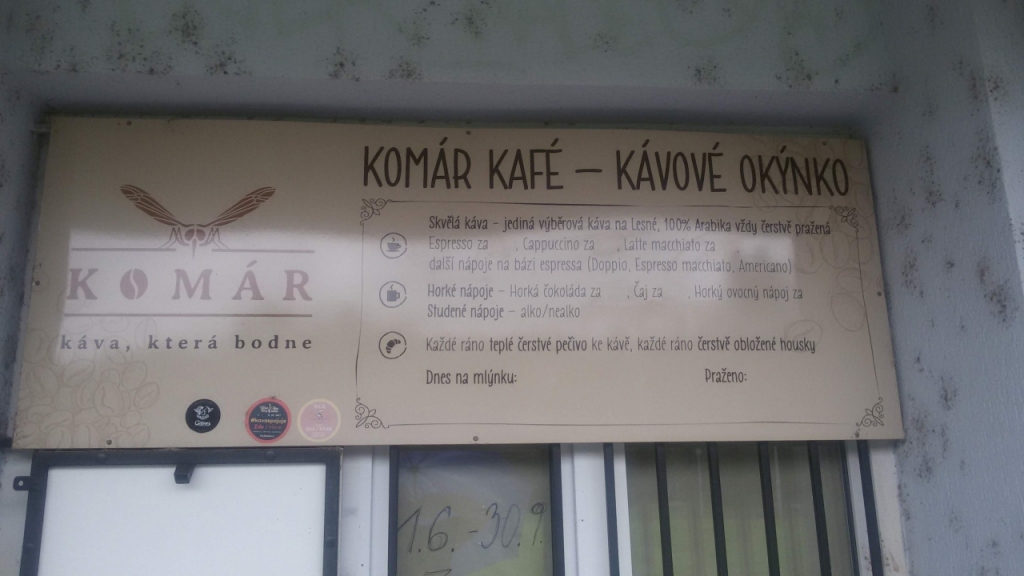 KOMÁR KAFÉ – KÁVOVÉ OKÝNKO
Skvělá káva – jediná výběrová káva na Lesné, 100% Arabika vždy čerstvě pražená
Espresso za , Cappuccino za , Latte macchiato za
další nápoje na bázi espressa (Doppio, Espresso macchiato, Americano)
Horké nápoje – Horká čokoláda za , Čaj za , Horký ovocný nápoj za
Studené nápoje – alko/nealko
Každé ráno teplé čerstvé pečivo ke kávě, každé ráno čerstvě obložené housky
Dnes na mlýnku: Praženo:
KOMÁR
káva, která bodne
1.6.-30.9.